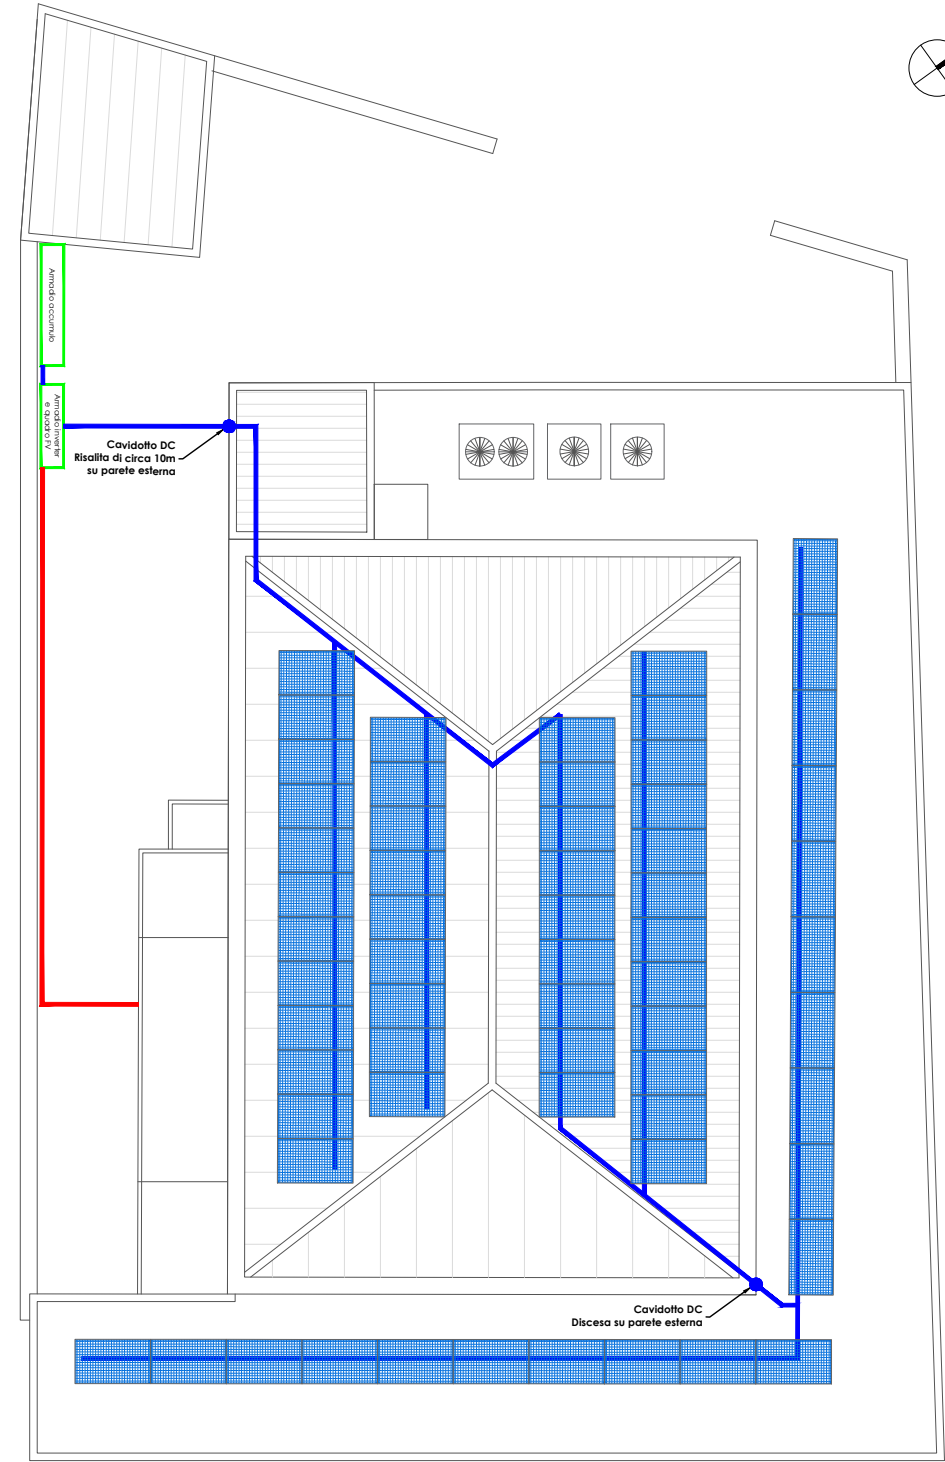 Armadio accumulo
Armadio inverter
e quadro FV
Cavidotto DC
Risalita di circa 10m
su parete esterna
Cavidotto DC
Discesa su parete esterna